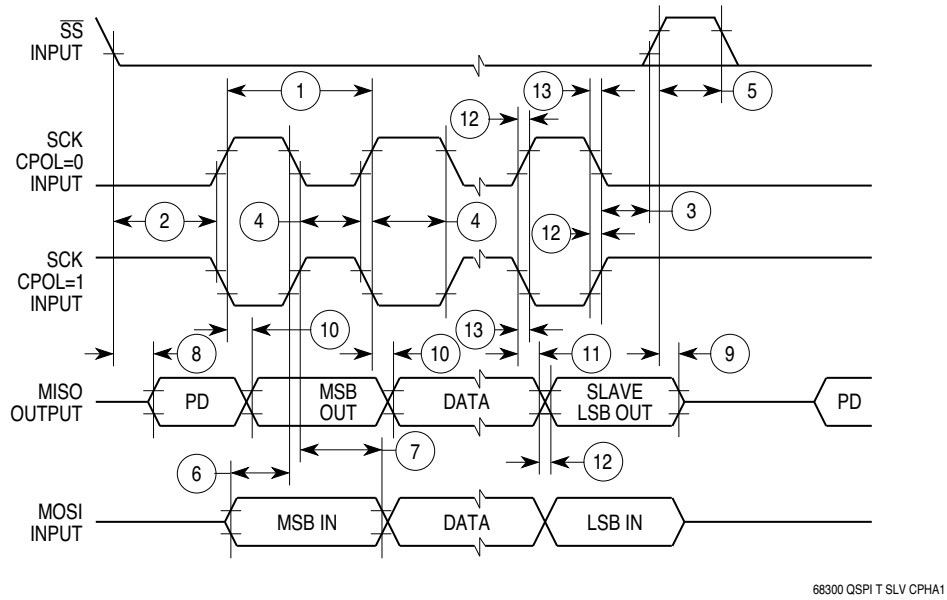 SS
INPUT
5
1
13
12
SCK
CPOL=0
INPUT
2
4
4
3
12
SCK
CPOL=1
INPUT
10
13
8
10
11
9
MISO
OUTPUT
PD
MSB
OUT
DATA
SLAVE
LSB OUT
PD
7
6
12
MOSI
INPUT
MSB IN
DATA
LSB IN
68300 QSPI T SLV CPHA1